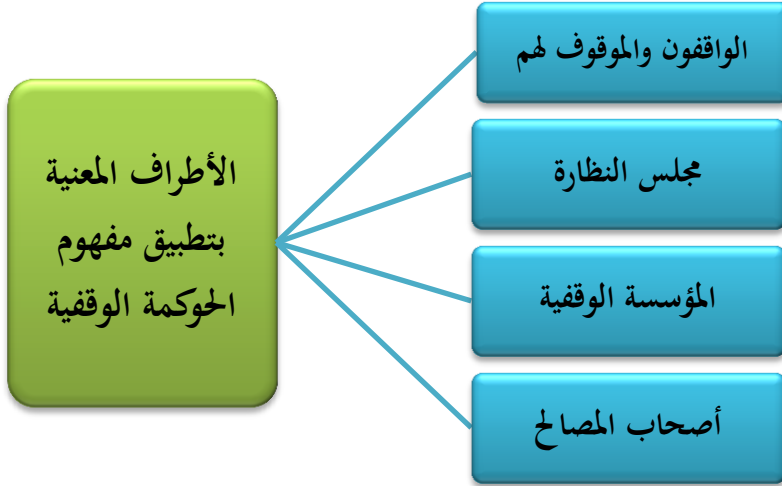 الأطراف المعنية
بتطبيق مفهوم
الحوكمة الوقفية
الواقفون والموقوف لهم
مجلس النظارة
المؤسسة الوقفية
أصحاب المصالح